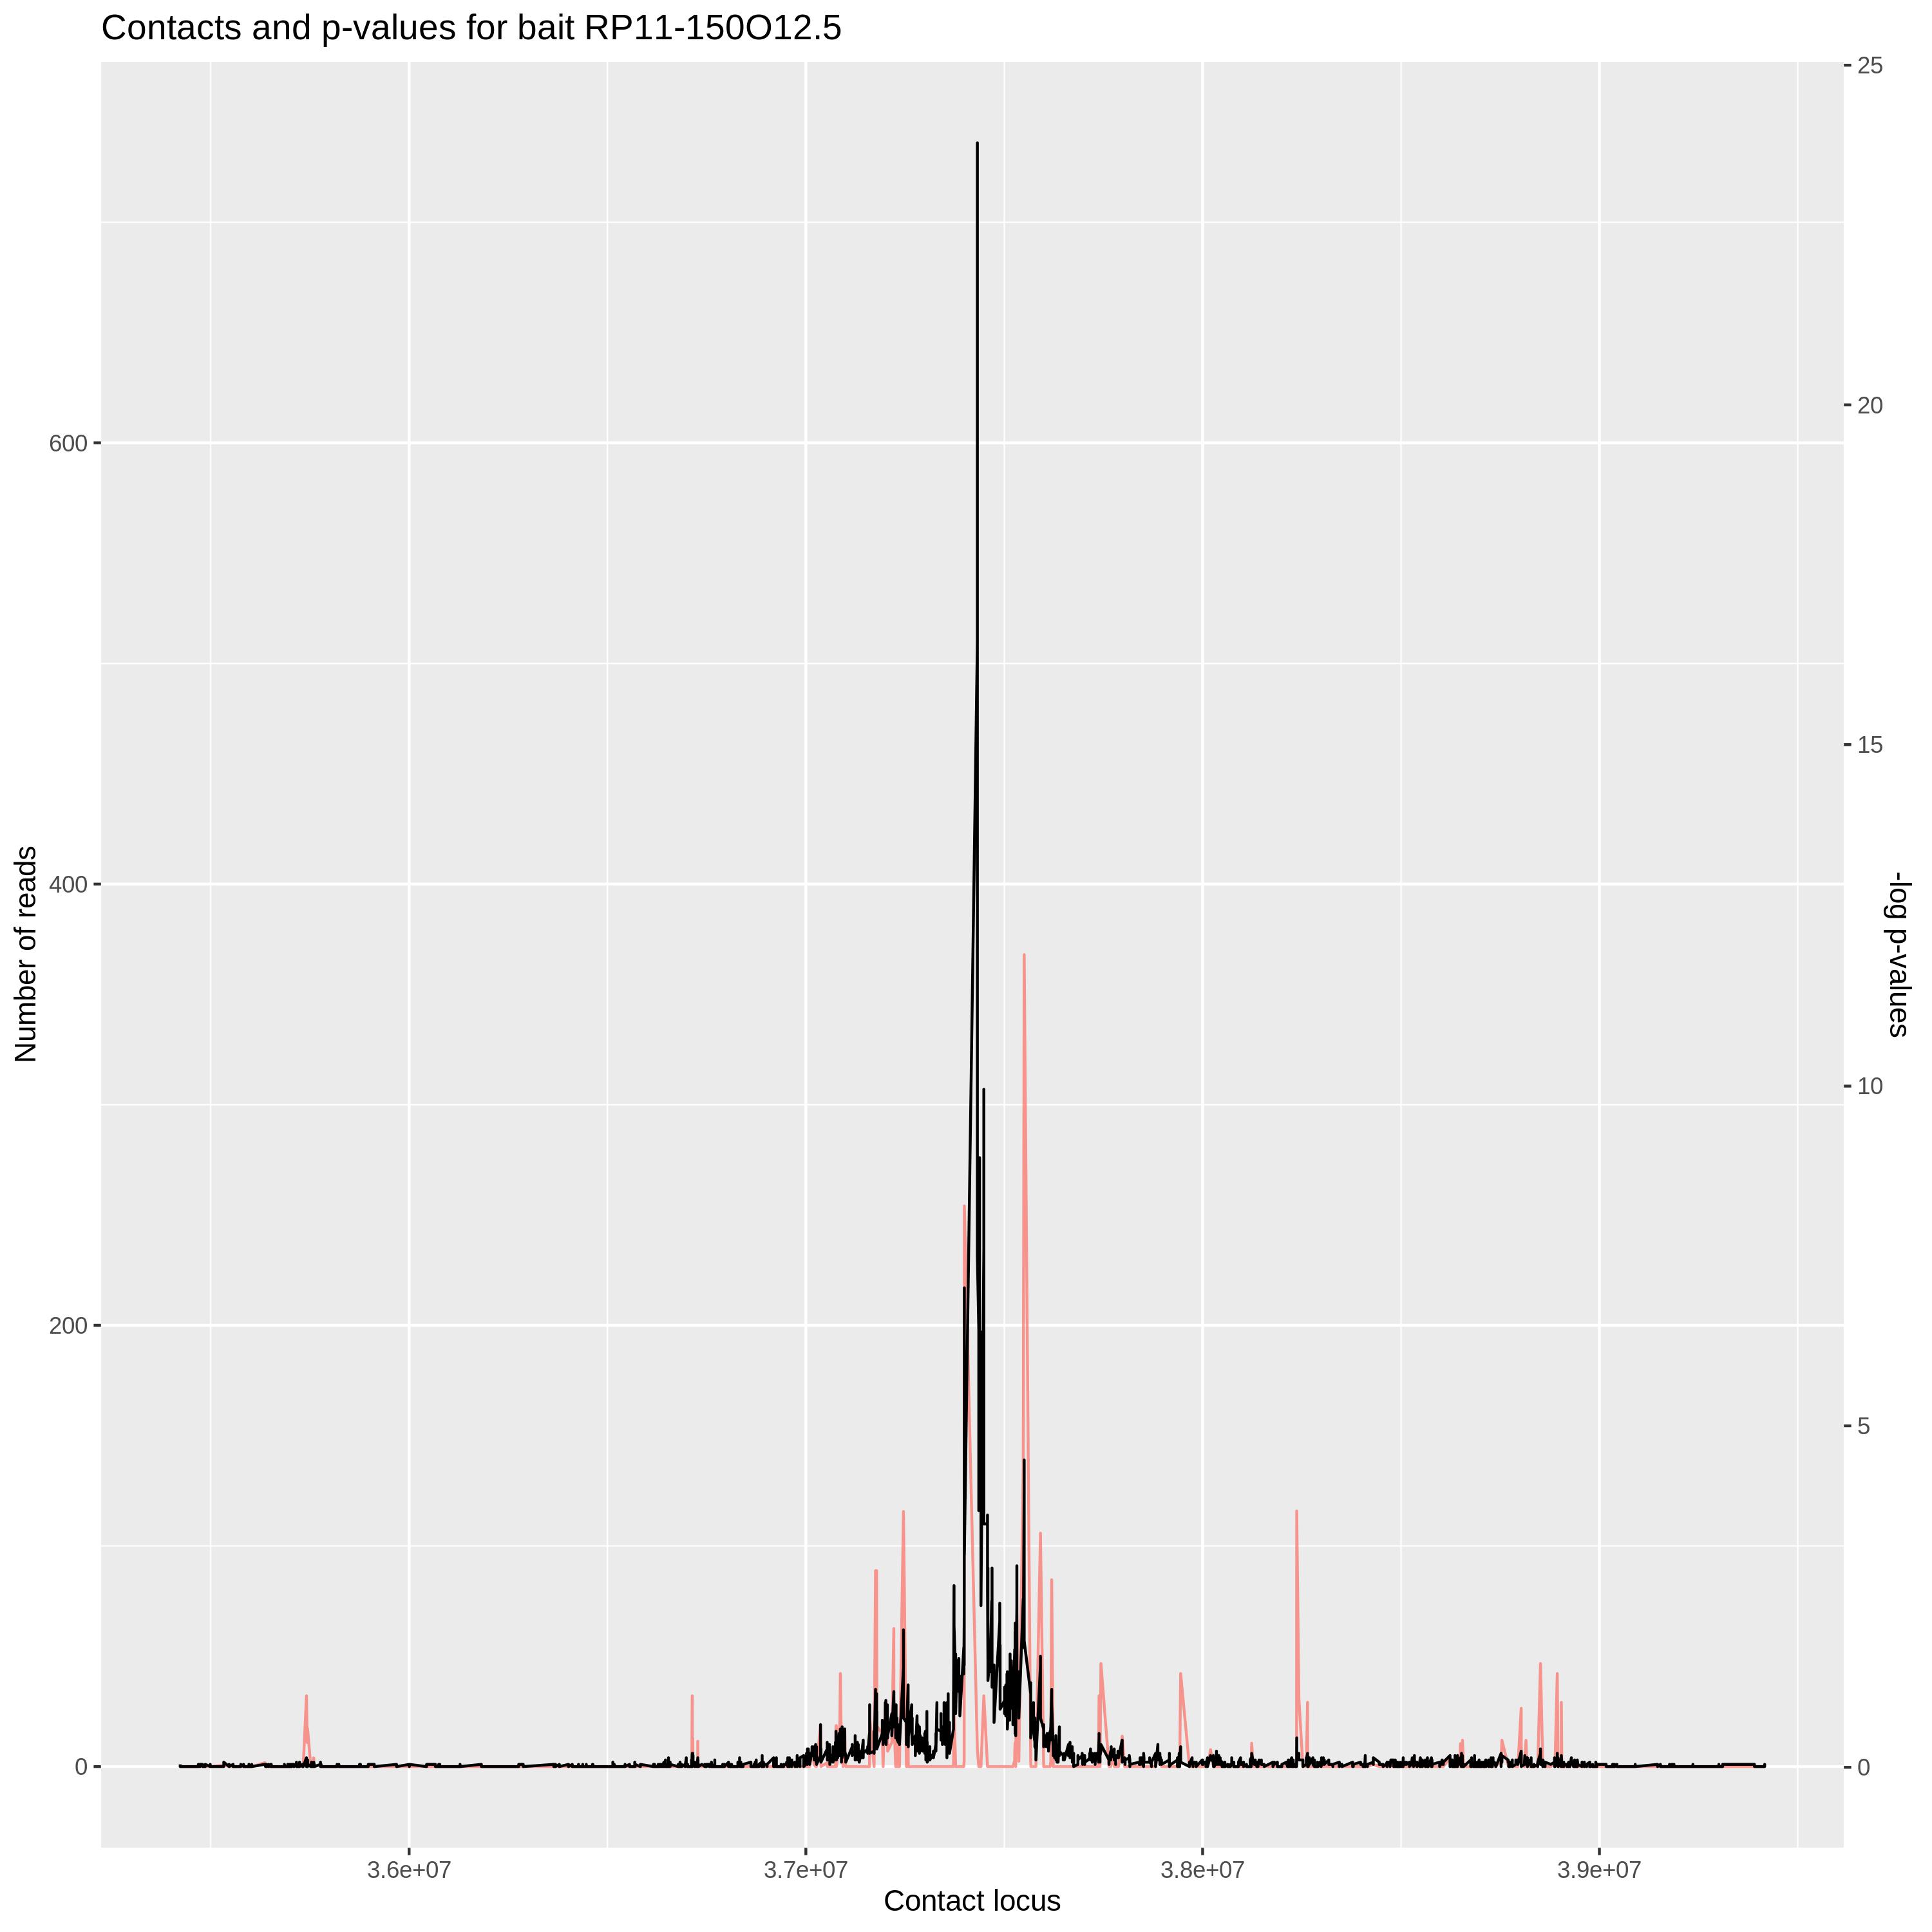 Contacts and p-values for bait RP11-150O12.5
Number of reads
600
400
200
0
25
20
15
10
5
0
-log p-values
3.6e+07
3.7e+07
3.8e+07
3.9e+07
Contact locus